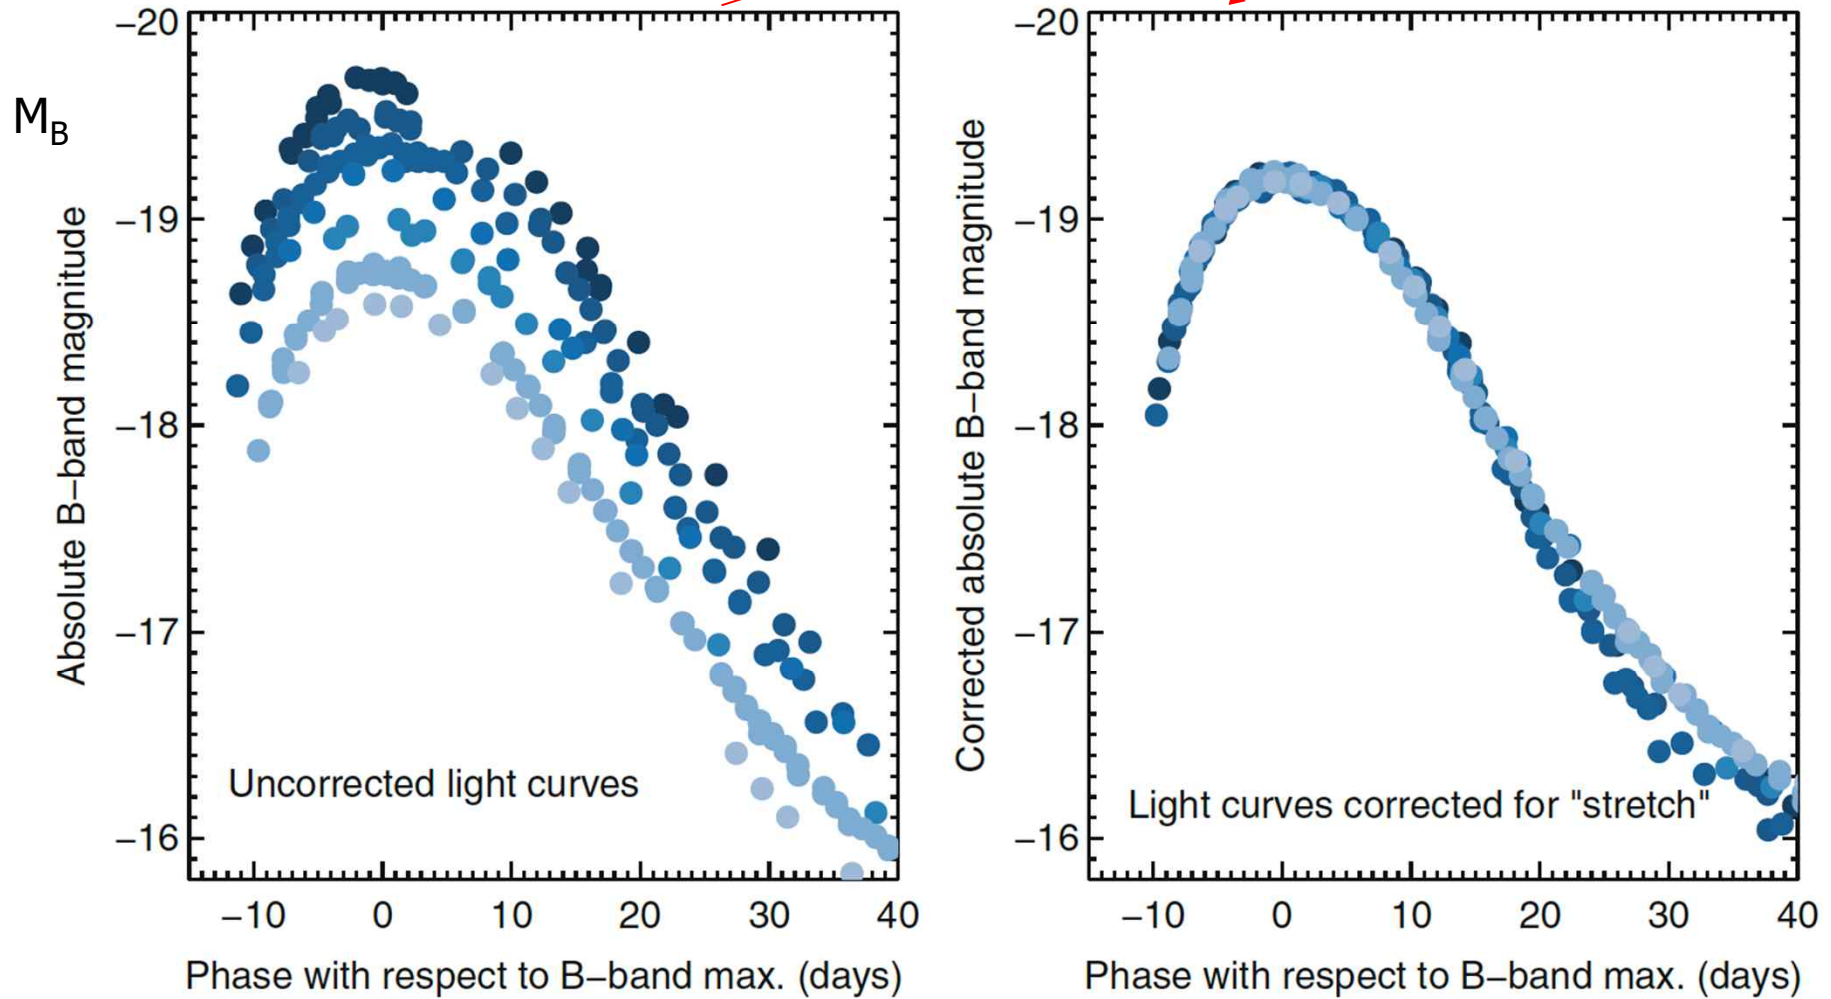 M_B
Absolute B–band magnitude
–20
–19
–18
–17
–16
Uncorrected light curves
–10 0 10 20 30 40
Phase with respect to B–band max. (days)
Corrected absolute B–band magnitude
–20
–19
–18
–17
–16
Light curves corrected for "stretch"
–10 0 10 20 30 40
Phase with respect to B–band max. (days)